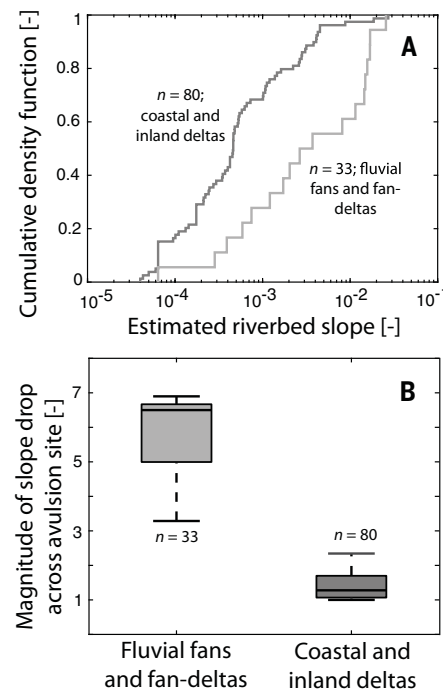 Cumulative density function [-]
1
0.8
0.6
0.4
0.2
0
A
n = 80;
coastal and
inland deltas
n = 33; fluvial
fans and fan-
deltas
10-5
10-4
10-3
10-2
10-1
Estimated riverbed slope [-]
Magnitude of slope drop
across avulsion site [-]
7
5
3
1
B
n = 33
n = 80
Fluvial fans
and fan-deltas
Coastal and
inland deltas